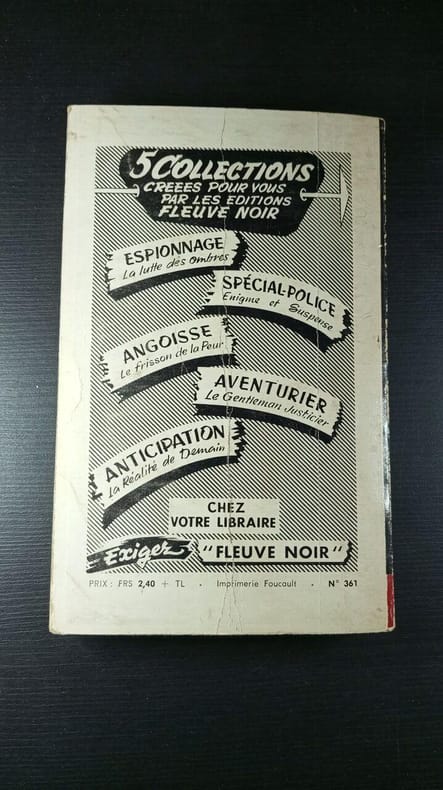 5 COLLECTIONS
CREEES POUR VOUS
PAR LES EDITIONS
FLEUVE NOIR
ESPIONNAGE
La lutte des Ombres
SPÉCIAL-POLICE
Enigme et Suspense
ANGOISSE
Le frisson de la Peur
AVENTURIER
Le Gentleman Justicier
ANTICIPATION
La Réalité de Demain
CHEZ
VOTRE LIBRAIRE
Exigez "FLEUVE NOIR"
PRIX : FRS 2,40 + TL - Imprimerie Foucault - N° 361